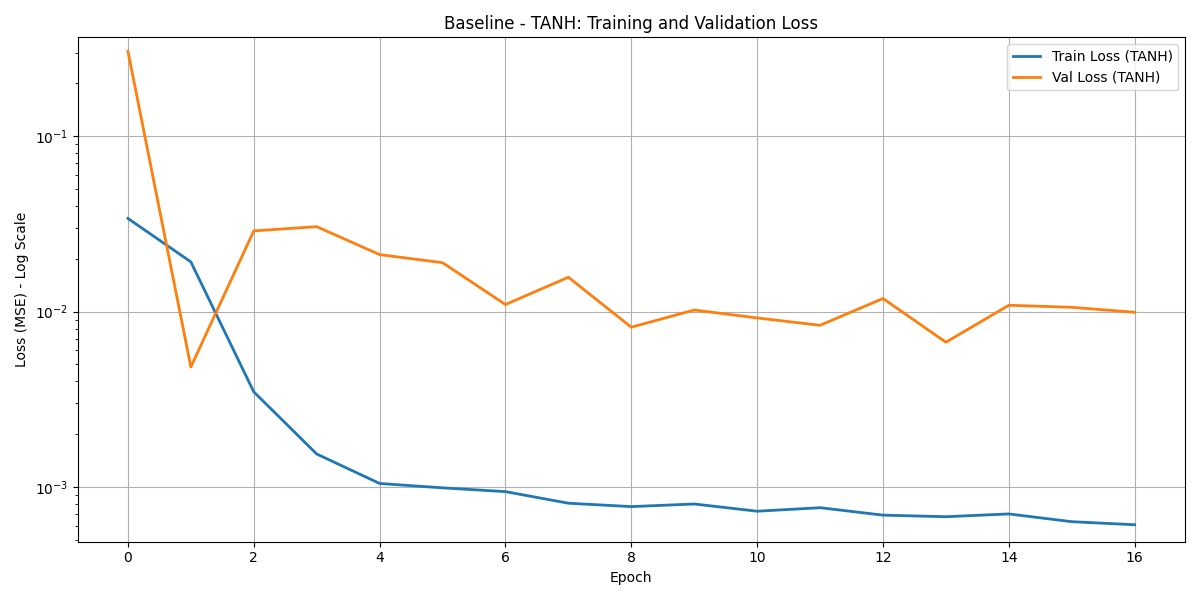 Baseline - TANH: Training and Validation Loss
Train Loss (TANH)
Val Loss (TANH)
Loss (MSE) - Log Scale
10⁻¹
10⁻²
10⁻³
0 2 4 6 8 10 12 14 16
Epoch